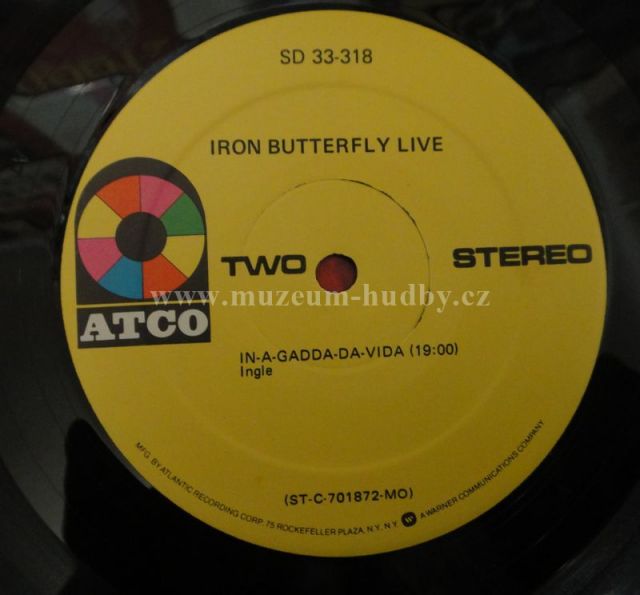 SD 33-318
IRON BUTTERFLY LIVE
TWO
STEREO
www.muzeum-hudby.cz
ATCO
IN-A-GADDA-DA-VIDA (19:00)
Ingle
(ST-C-701872-MO)
MFG. BY ATLANTIC RECORDING CORP. 75 ROCKEFELLER PLAZA, N.Y., N.Y. W A WARNER COMMUNICATIONS COMPANY